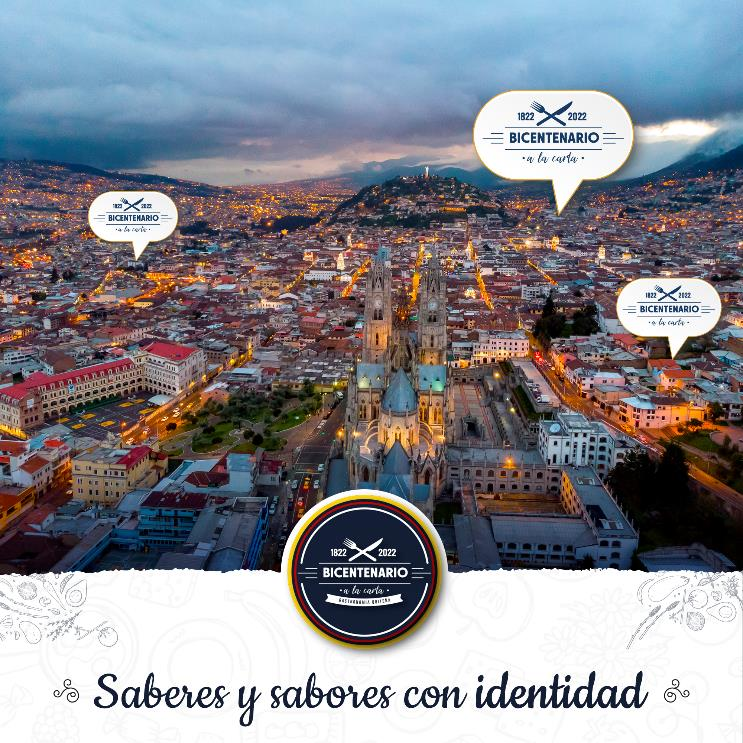 1822 2022
BICENTENARIO
a la carta
1822 2022
BICENTENARIO
a la carta
1822 2022
BICENTENARIO
a la carta
1822 2022
BICENTENARIO
a la carta
GASTRONOMÍA QUITEÑA
Saberes y sabores con identidad